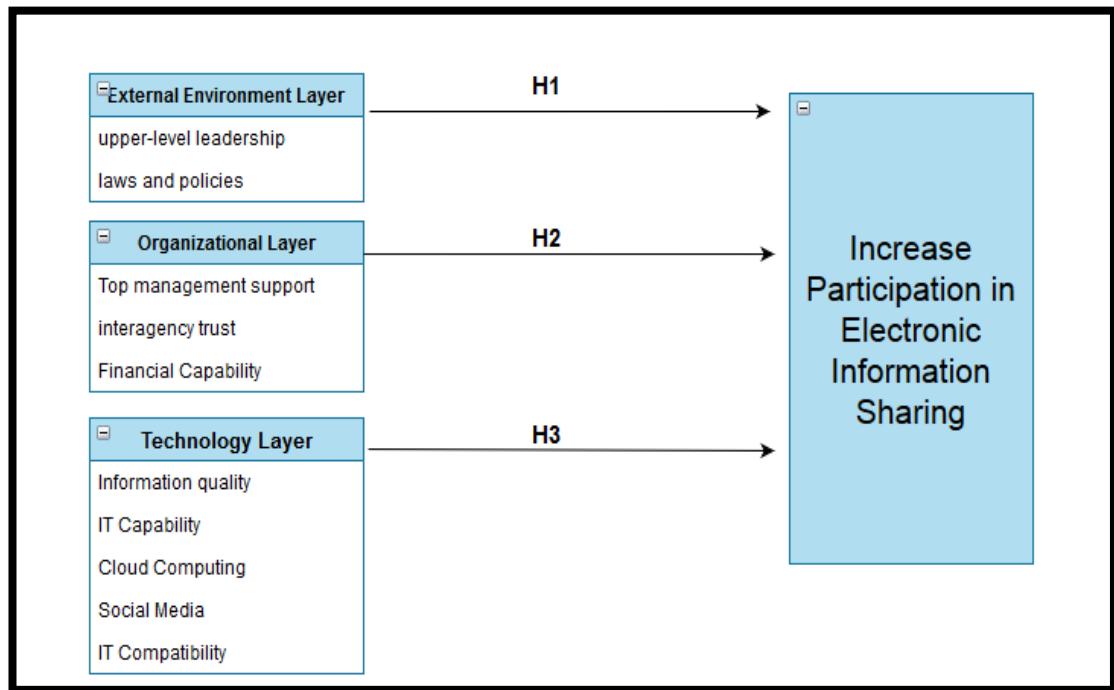 External Environment Layer
upper-level leadership
laws and policies
H1
Organizational Layer
Top management support
interagency trust
Financial Capability
H2
Technology Layer
Information quality
IT Capability
Cloud Computing
Social Media
IT Compatibility
H3
Increase
Participation in
Electronic
Information
Sharing